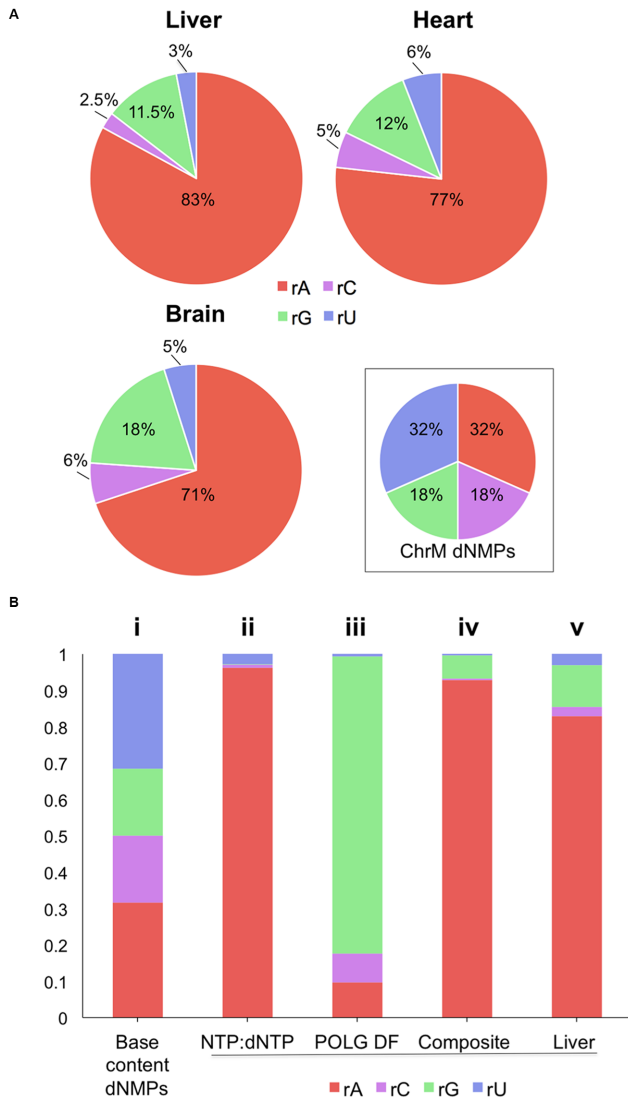 A
Liver
Heart
3%
2.5%
11.5%
83%
6%
5%
12%
77%
rA rC
rG rU
Brain
5%
18%
6%
71%
32% 32%
18% 18%
ChrM dNMPs
B
i ii iii iv v
1
0.9
0.8
0.7
0.6
0.5
0.4
0.3
0.2
0.1
0
Base content dNMPs
NTP:dNTP
POLG DF
Composite
Liver
rA rC rG rU